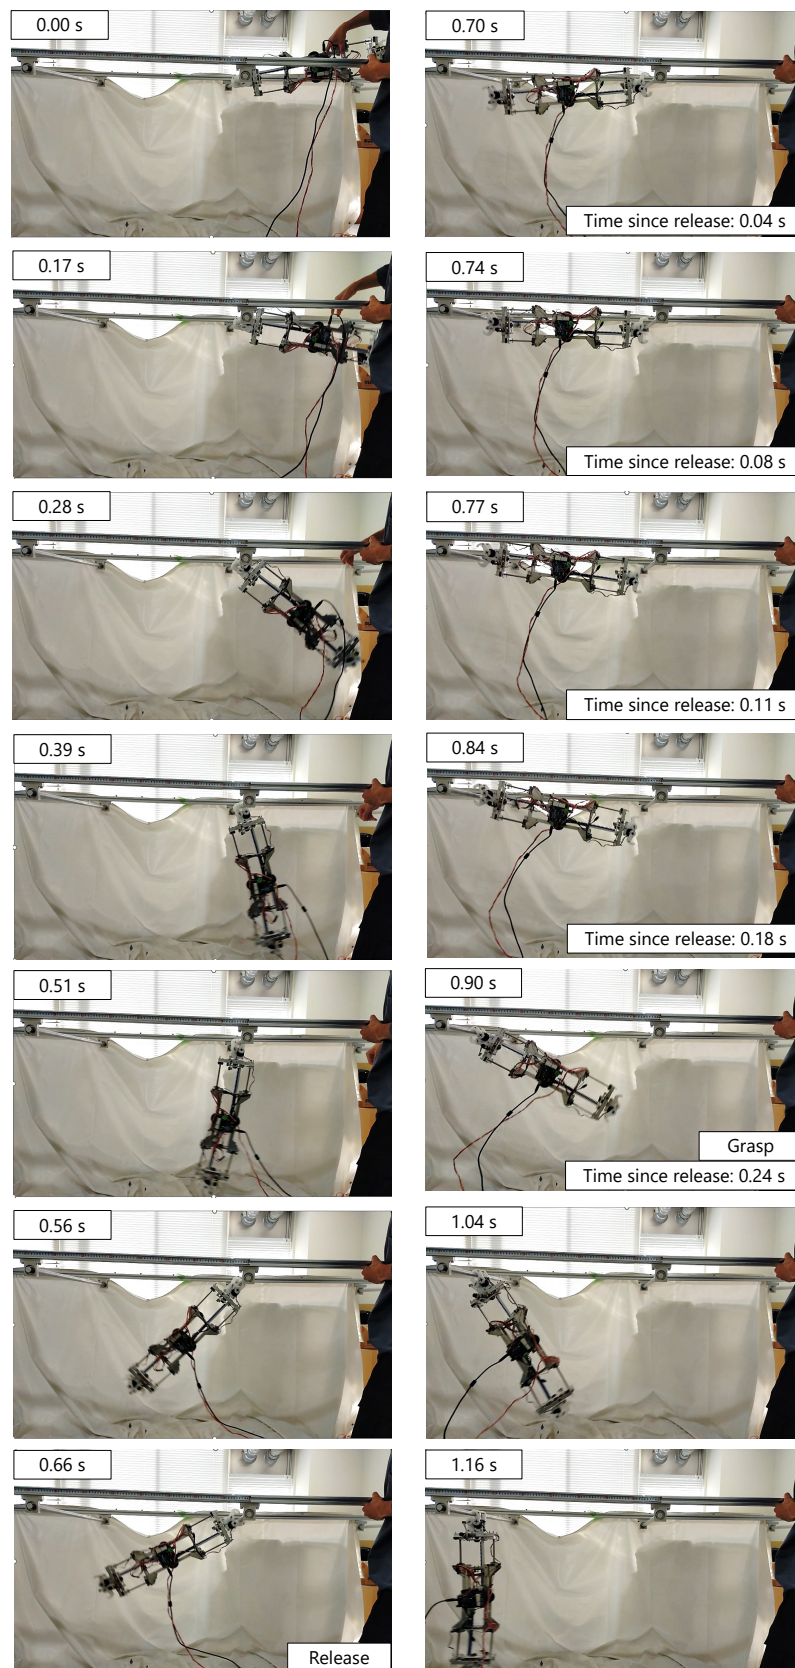 0.00 s
0.17 s
0.28 s
0.39 s
0.51 s
0.56 s
0.66 s
Release
0.70 s
Time since release: 0.04 s
0.74 s
Time since release: 0.08 s
0.77 s
Time since release: 0.11 s
0.84 s
Time since release: 0.18 s
0.90 s
Grasp
Time since release: 0.24 s
1.04 s
1.16 s